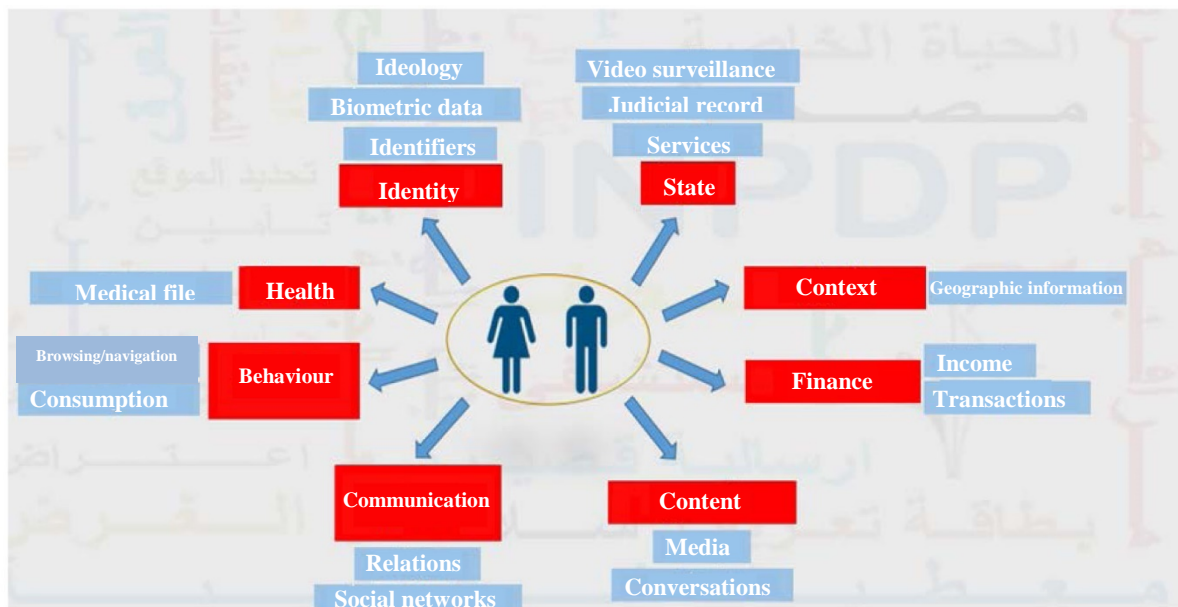 Ideology
Biometric data
Identifiers
Identity
Video surveillance
Judicial record
Services
State
Medical file
Health
Context
Geographic information
Browsing/navigation
Consumption
Behaviour
Finance
Income
Transactions
Communication
Relations
Social networks
Content
Media
Conversations
الحياة الخاصة
INPDP
تحديد الموقع